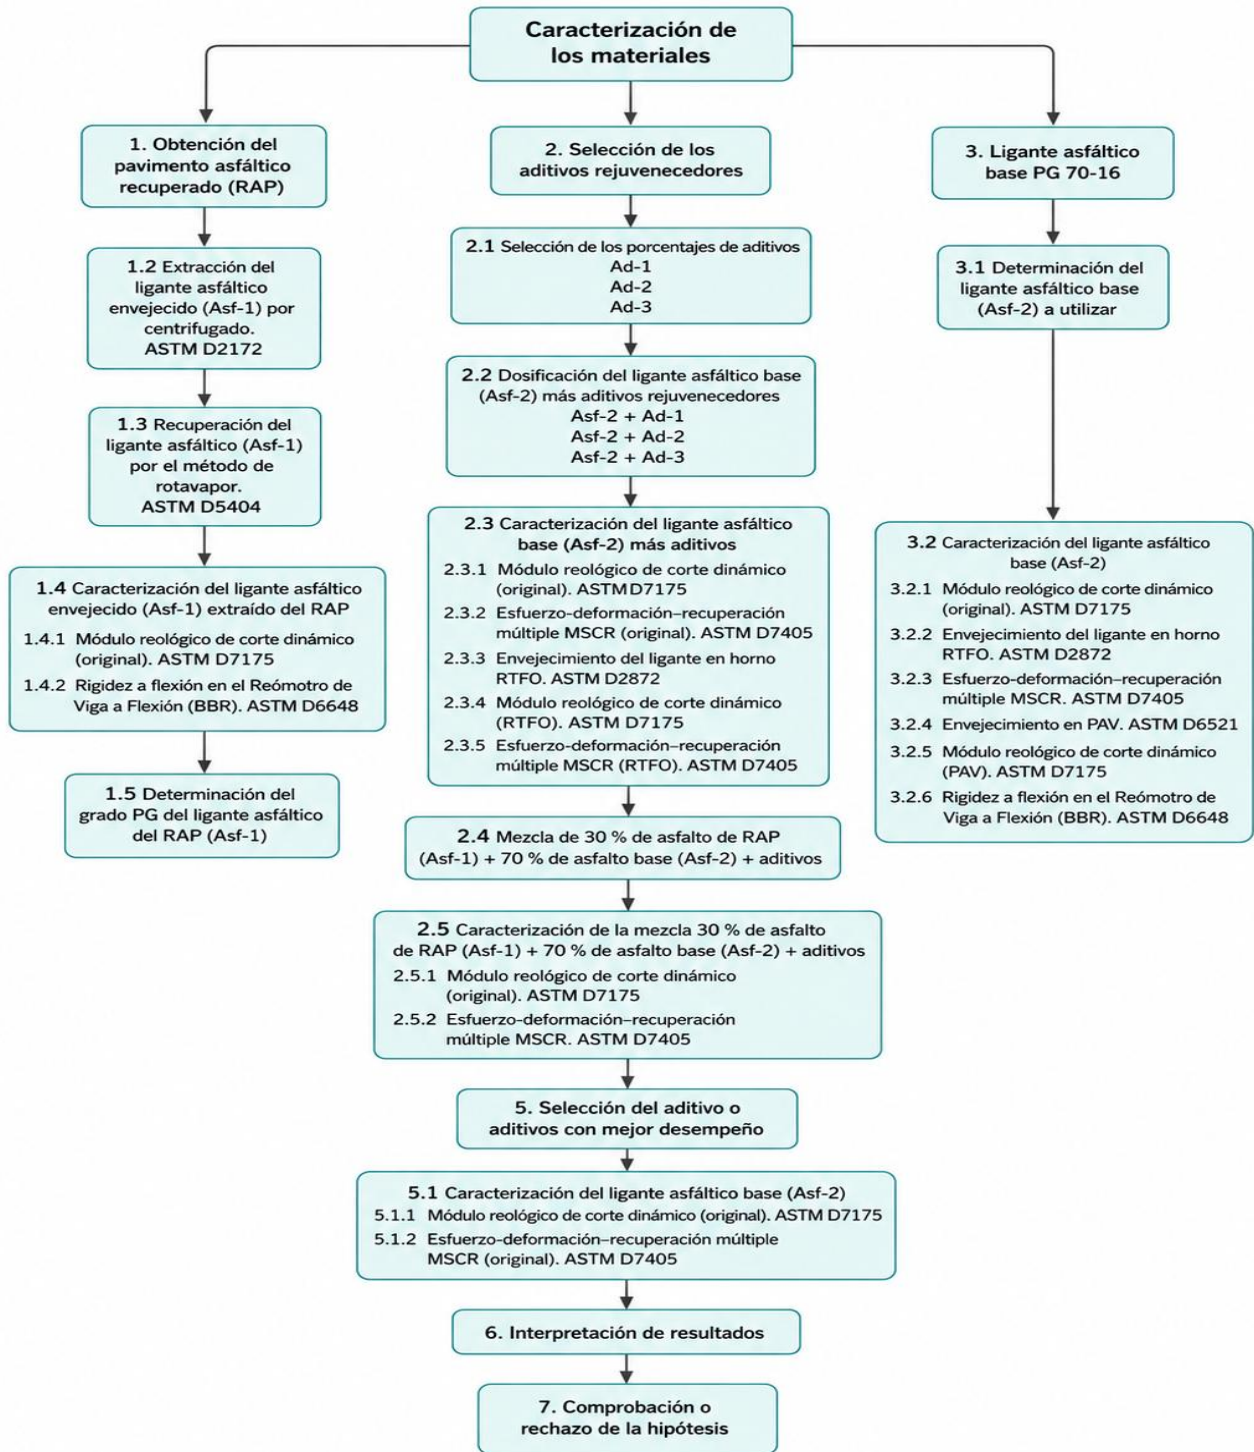 Caracterización de
los materiales
1. Obtención del
pavimento asfáltico
recuperado (RAP)
1.2 Extracción del
ligante asfáltico
envejecido (Asf-1) por
centrifugado.
ASTM D2172
1.3 Recuperación del
ligante asfáltico (Asf-1)
por el método de
rotavapor.
ASTM D5404
1.4 Caracterización del ligante asfáltico
envejecido (Asf-1) extraído del RAP
1.4.1 Módulo reológico de corte dinámico
(original). ASTM D7175
1.4.2 Rigidez a flexión en el Reómotro de
Viga a Flexión (BBR). ASTM D6648
1.5 Determinación del
grado PG del ligante asfáltico
del RAP (Asf-1)
2. Selección de los
aditivos rejuvenecedores
2.1 Selección de los porcentajes de aditivos
Ad-1
Ad-2
Ad-3
2.2 Dosificación del ligante asfáltico base
(Asf-2) más aditivos rejuvenecedores
Asf-2 + Ad-1
Asf-2 + Ad-2
Asf-2 + Ad-3
2.3 Caracterización del ligante asfáltico
base (Asf-2) más aditivos
2.3.1 Módulo reológico de corte dinámico
(original). ASTM D7175
2.3.2 Esfuerzo-deformación–recuperación
múltiple MSCR (original). ASTM D7405
2.3.3 Envejecimiento del ligante en horno
RTFO. ASTM D2872
2.3.4 Módulo reológico de corte dinámico
(RTFO). ASTM D7175
2.3.5 Esfuerzo-deformación–recuperación
múltiple MSCR (RTFO). ASTM D7405
2.4 Mezcla de 30 % de asfalto de RAP
(Asf-1) + 70 % de asfalto base (Asf-2) + aditivos
2.5 Caracterización de la mezcla 30 % de asfalto
de RAP (Asf-1) + 70 % de asfalto base (Asf-2) + aditivos
2.5.1 Módulo reológico de corte dinámico
(original). ASTM D7175
2.5.2 Esfuerzo-deformación–recuperación
múltiple MSCR. ASTM D7405
3. Ligante asfáltico
base PG 70-16
3.1 Determinación del
ligante asfáltico base
(Asf-2) a utilizar
3.2 Caracterización del ligante asfáltico
base (Asf-2)
3.2.1 Módulo reológico de corte dinámico
(original). ASTM D7175
3.2.2 Envejecimiento del ligante en horno
RTFO. ASTM D2872
3.2.3 Esfuerzo-deformación–recuperación
múltiple MSCR. ASTM D7405
3.2.4 Envejecimiento en PAV. ASTM D6521
3.2.5 Módulo reológico de corte dinámico
(PAV). ASTM D7175
3.2.6 Rigidez a flexión en el Reómotro de
Viga a Flexión (BBR). ASTM D6648
5. Selección del aditivo o
aditivos con mejor desempeño
5.1 Caracterización del ligante asfáltico base (Asf-2)
5.1.1 Módulo reológico de corte dinámico (original). ASTM D7175
5.1.2 Esfuerzo-deformación–recuperación múltiple
MSCR (original). ASTM D7405
6. Interpretación de resultados
7. Comprobación o
rechazo de la hipótesis